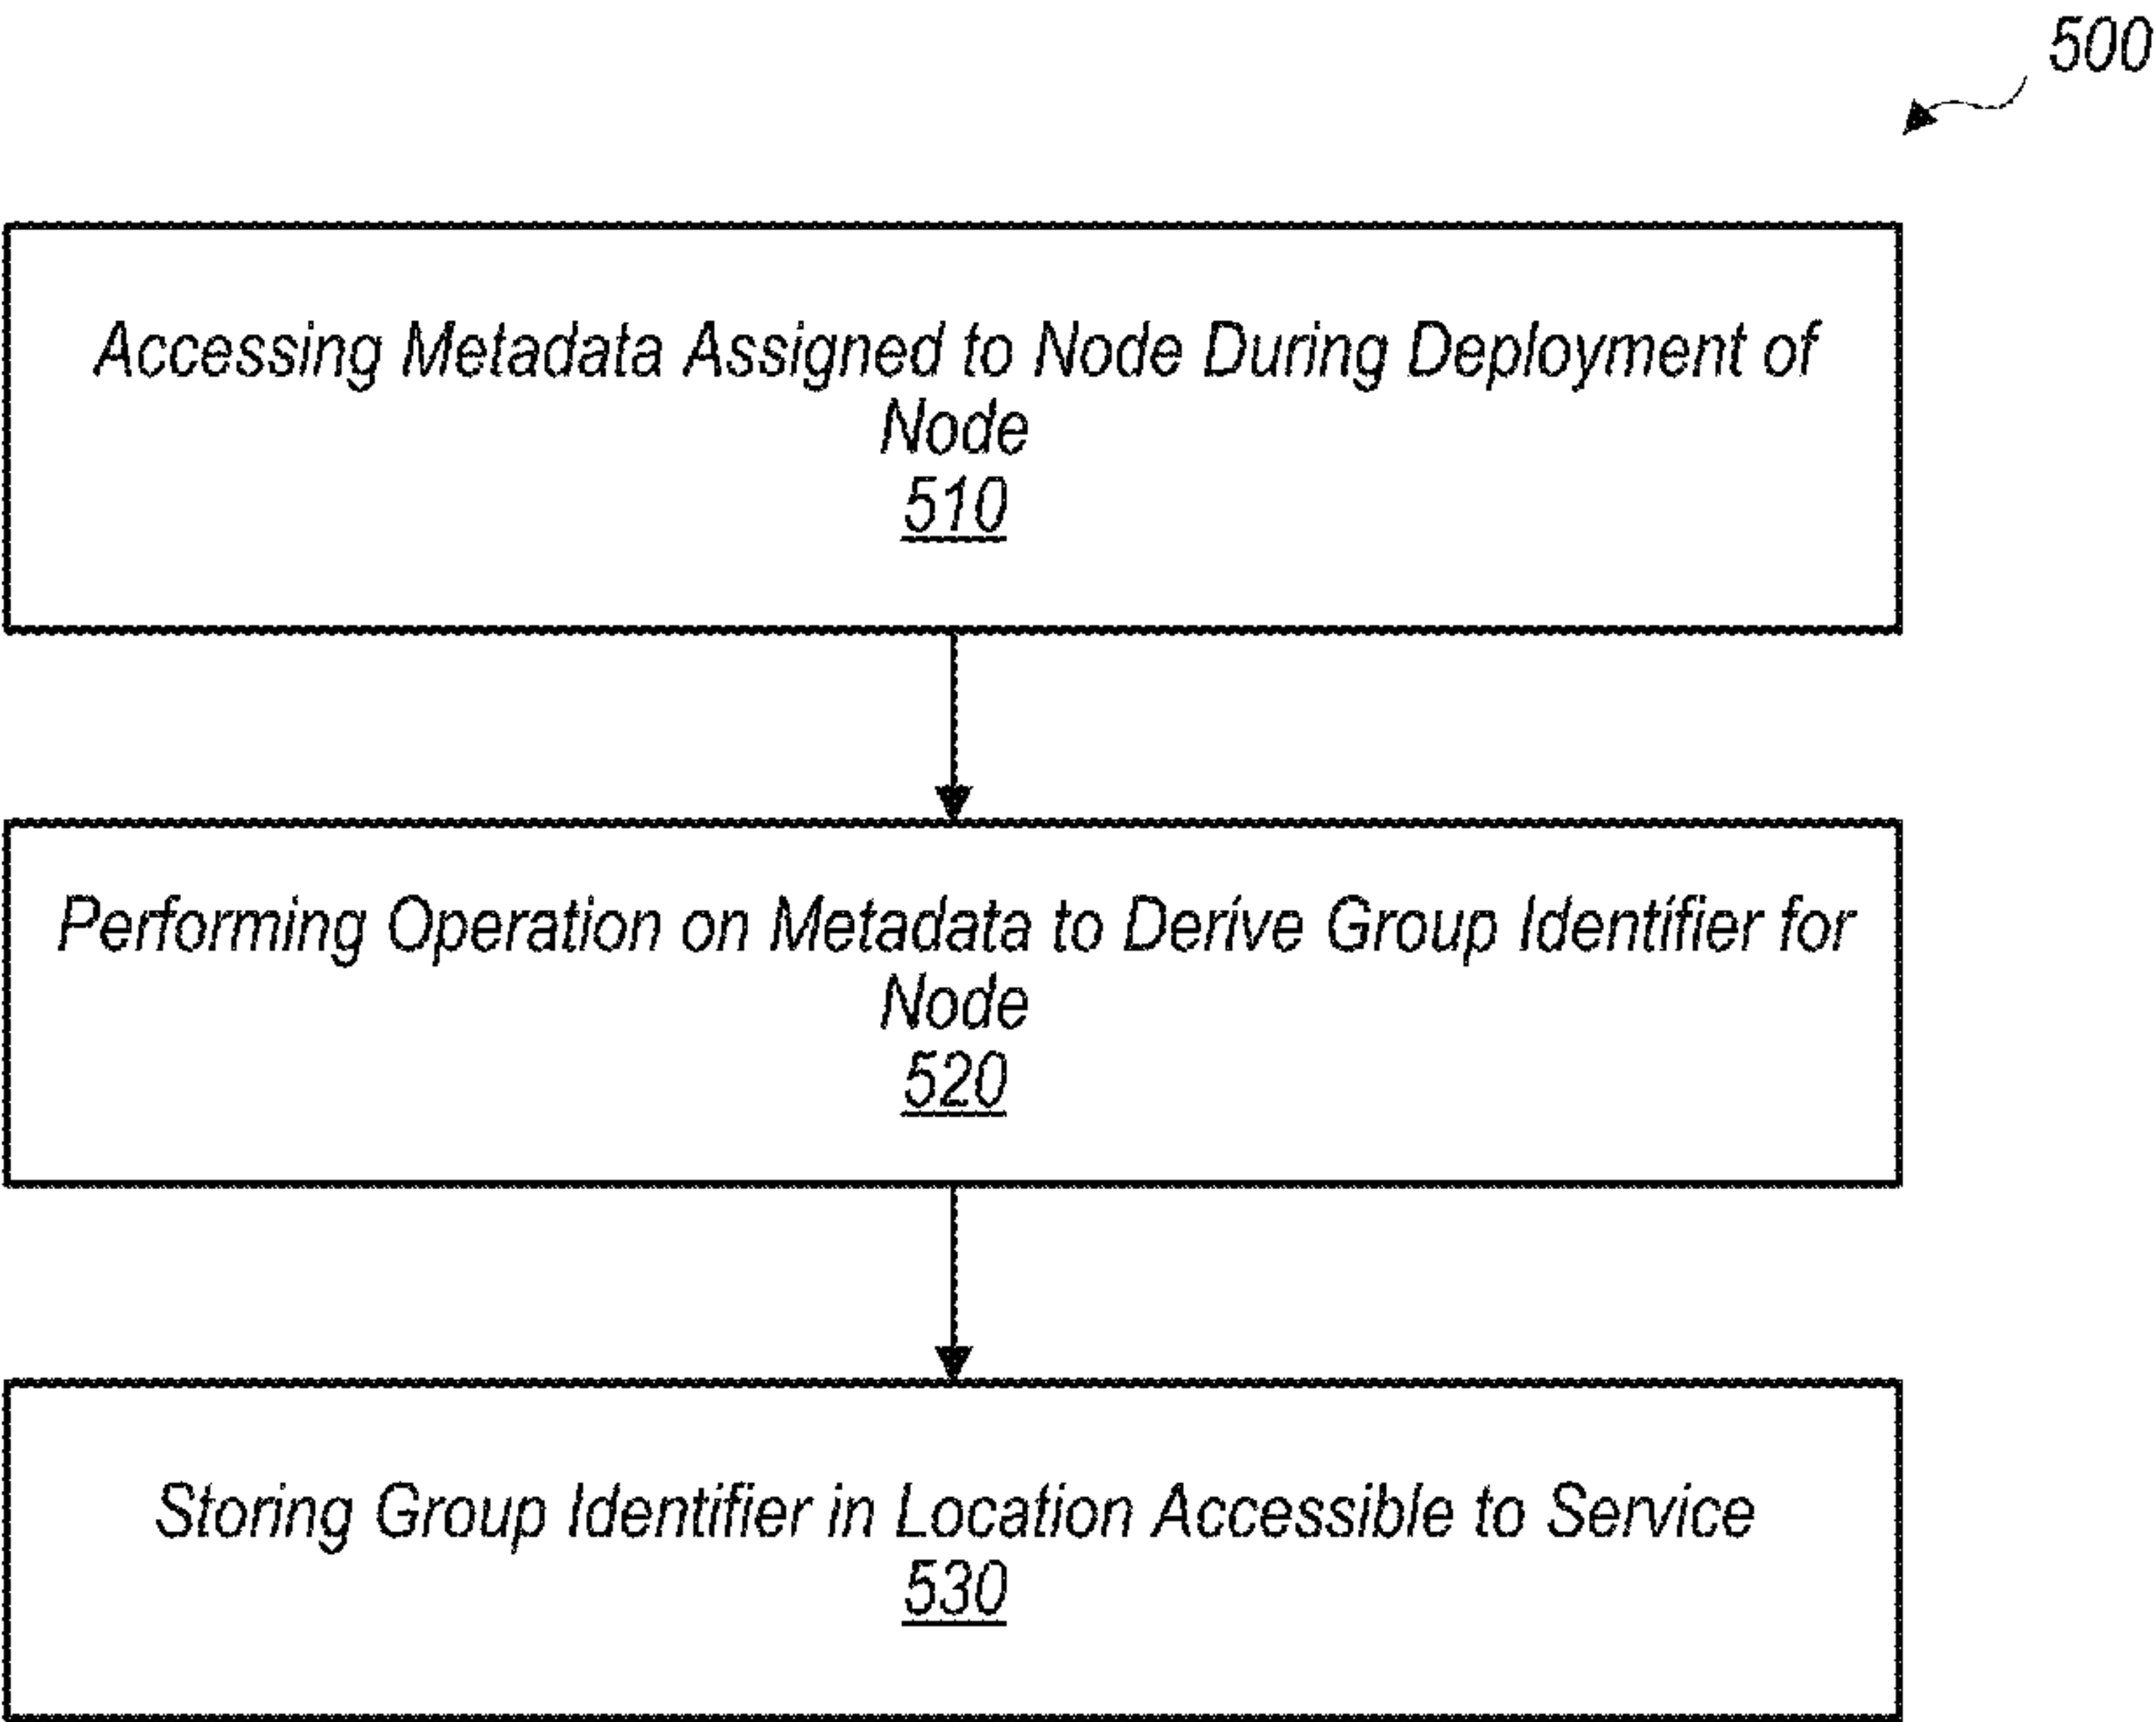 500
Accessing Metadata Assigned to Node During Deployment of
Node
510
Performing Operation on Metadata to Derive Group Identifier for
Node
520
Storing Group Identifier in Location Accessible to Service
530